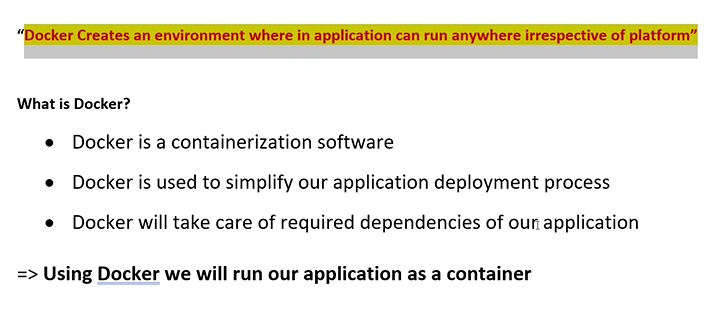 “Docker Creates an environment where in application can run anywhere irrespective of platform”
What is Docker?
• Docker is a containerization software
• Docker is used to simplify our application deployment process
• Docker will take care of required dependencies of our application
=> Using Docker we will run our application as a container